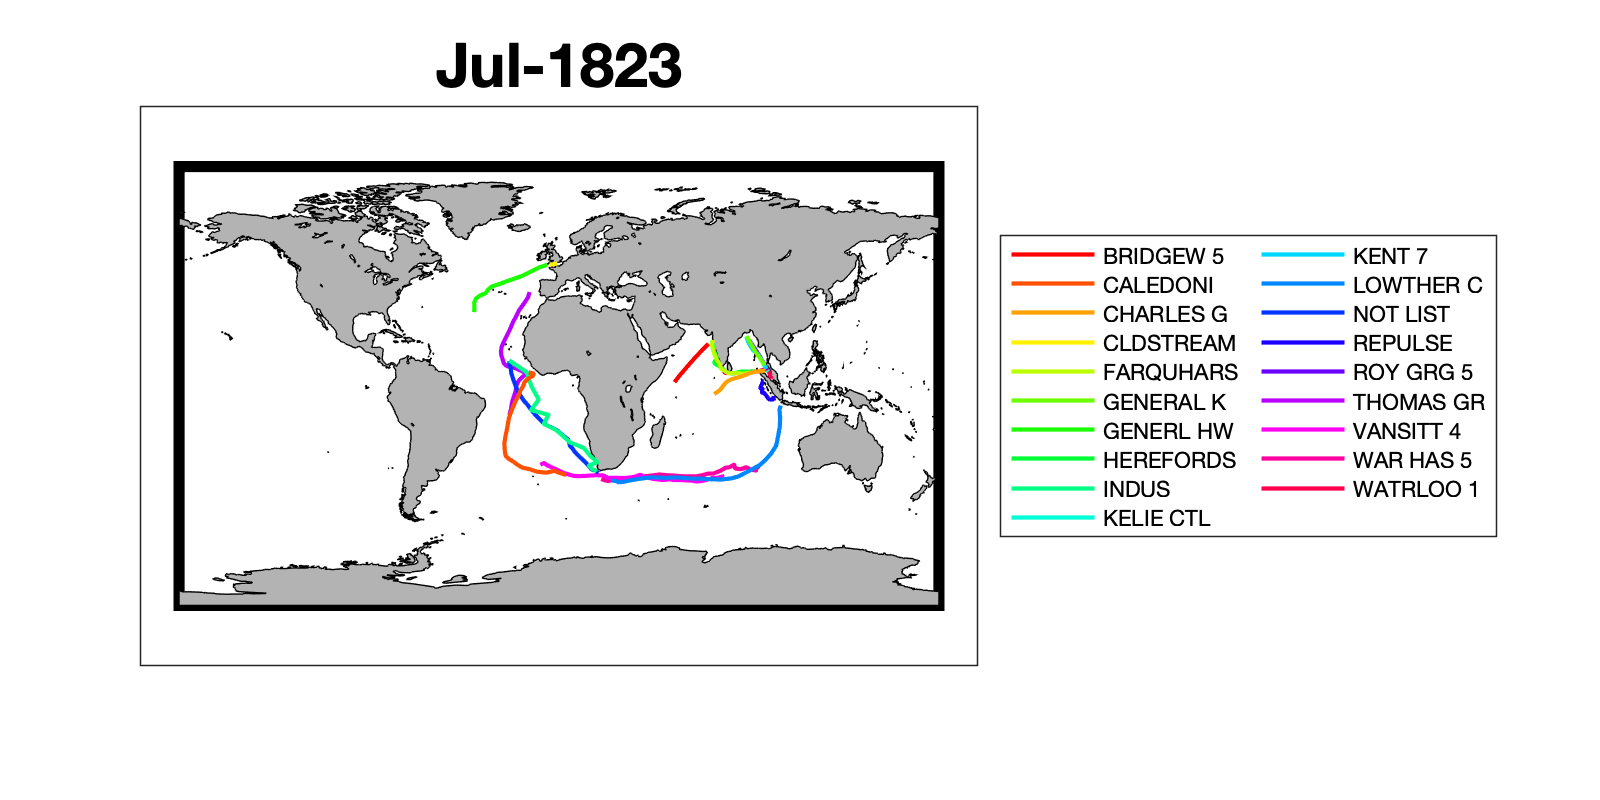 Jul-1823
BRIDGEW 5
CALEDONI
CHARLES G
CLDSTREAM
FARQUHARS
GENERAL K
GENERL HW
HEREFORDS
INDUS
KELIE CTL
KENT 7
LOWTHER C
NOT LIST
REPULSE
ROY GRG 5
THOMAS GR
VANSITT 4
WAR HAS 5
WATRLOO 1